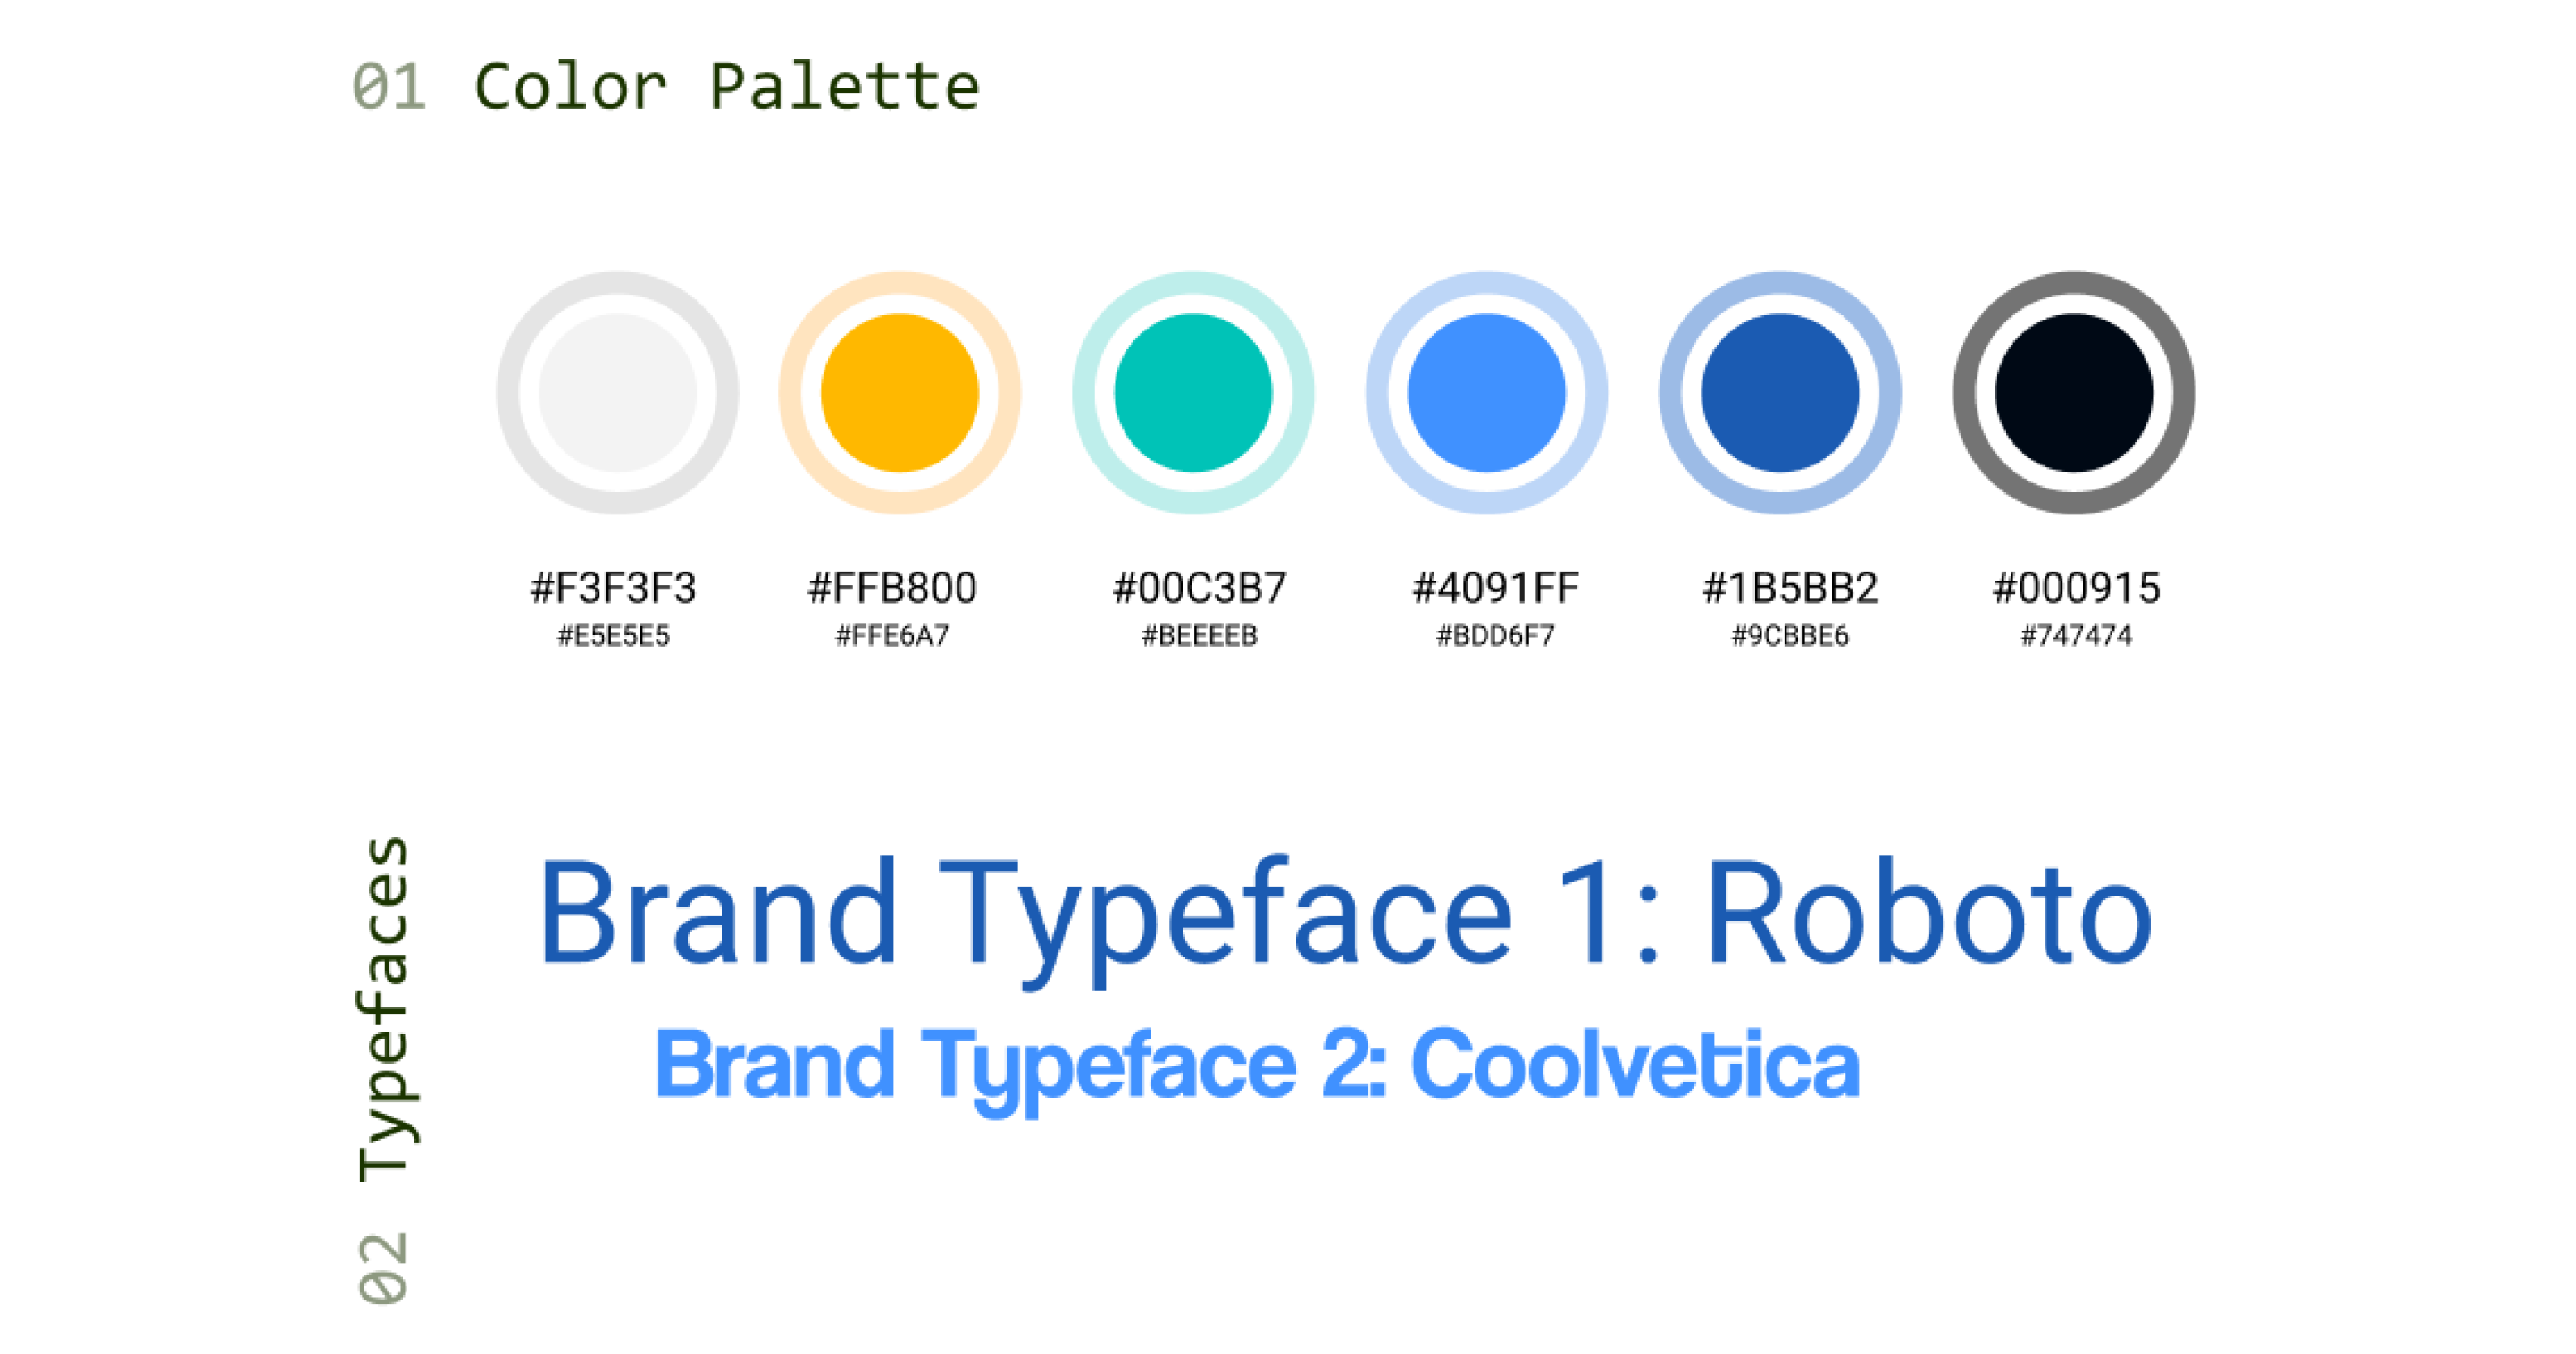 01 Color Palette
#F3F3F3 #FFB800 #00C3B7 #4091FF #1B5BB2 #000915
#E5E5E5 #FFE6A7 #BEEEEB #BDD6F7 #9CBBE6 #747474
02 Typefaces
Brand Typeface 1: Roboto
Brand Typeface 2: Coolvetica